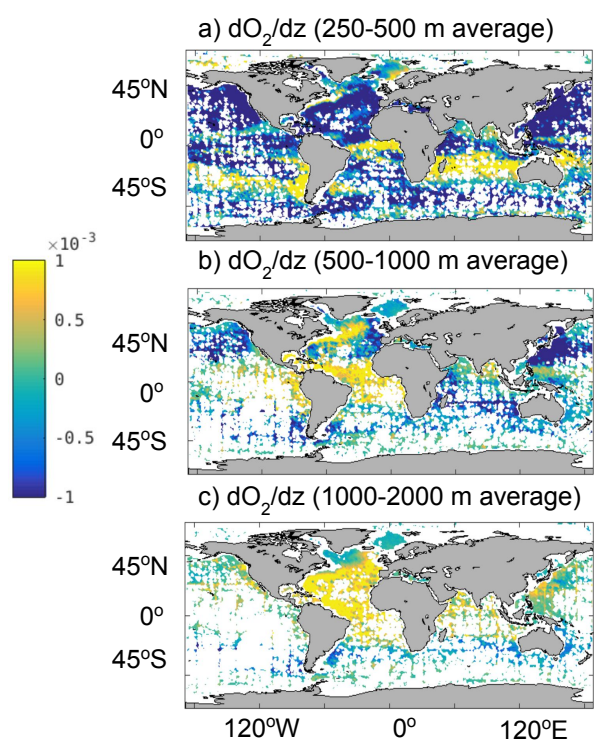 a) dO₂/dz (250-500 m average)
45ºN
0º
45ºS
×10⁻³
1
0.5
0
-0.5
-1
b) dO₂/dz (500-1000 m average)
45ºN
0º
45ºS
c) dO₂/dz (1000-2000 m average)
45ºN
0º
45ºS
120ºW 0º 120ºE